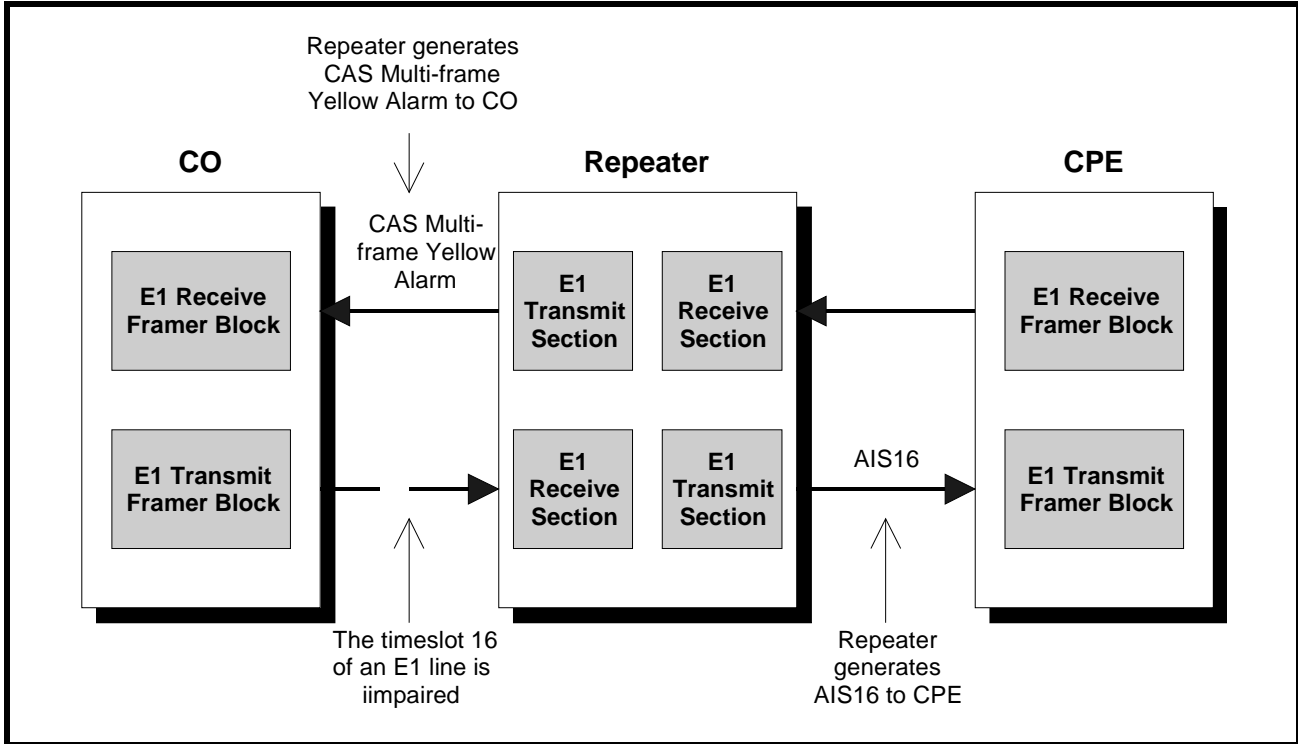 Repeater generates
CAS Multi-frame
Yellow Alarm to CO
CO
Repeater
CPE
CAS Multi-
frame Yellow
Alarm
E1 Receive
Framer Block
E1
Transmit
Section
E1
Receive
Section
E1 Receive
Framer Block
E1 Transmit
Framer Block
E1
Receive
Section
E1
Transmit
Section
AIS16
E1 Transmit
Framer Block
The timeslot 16
of an E1 line is
iimpaired
Repeater
generates
AIS16 to CPE